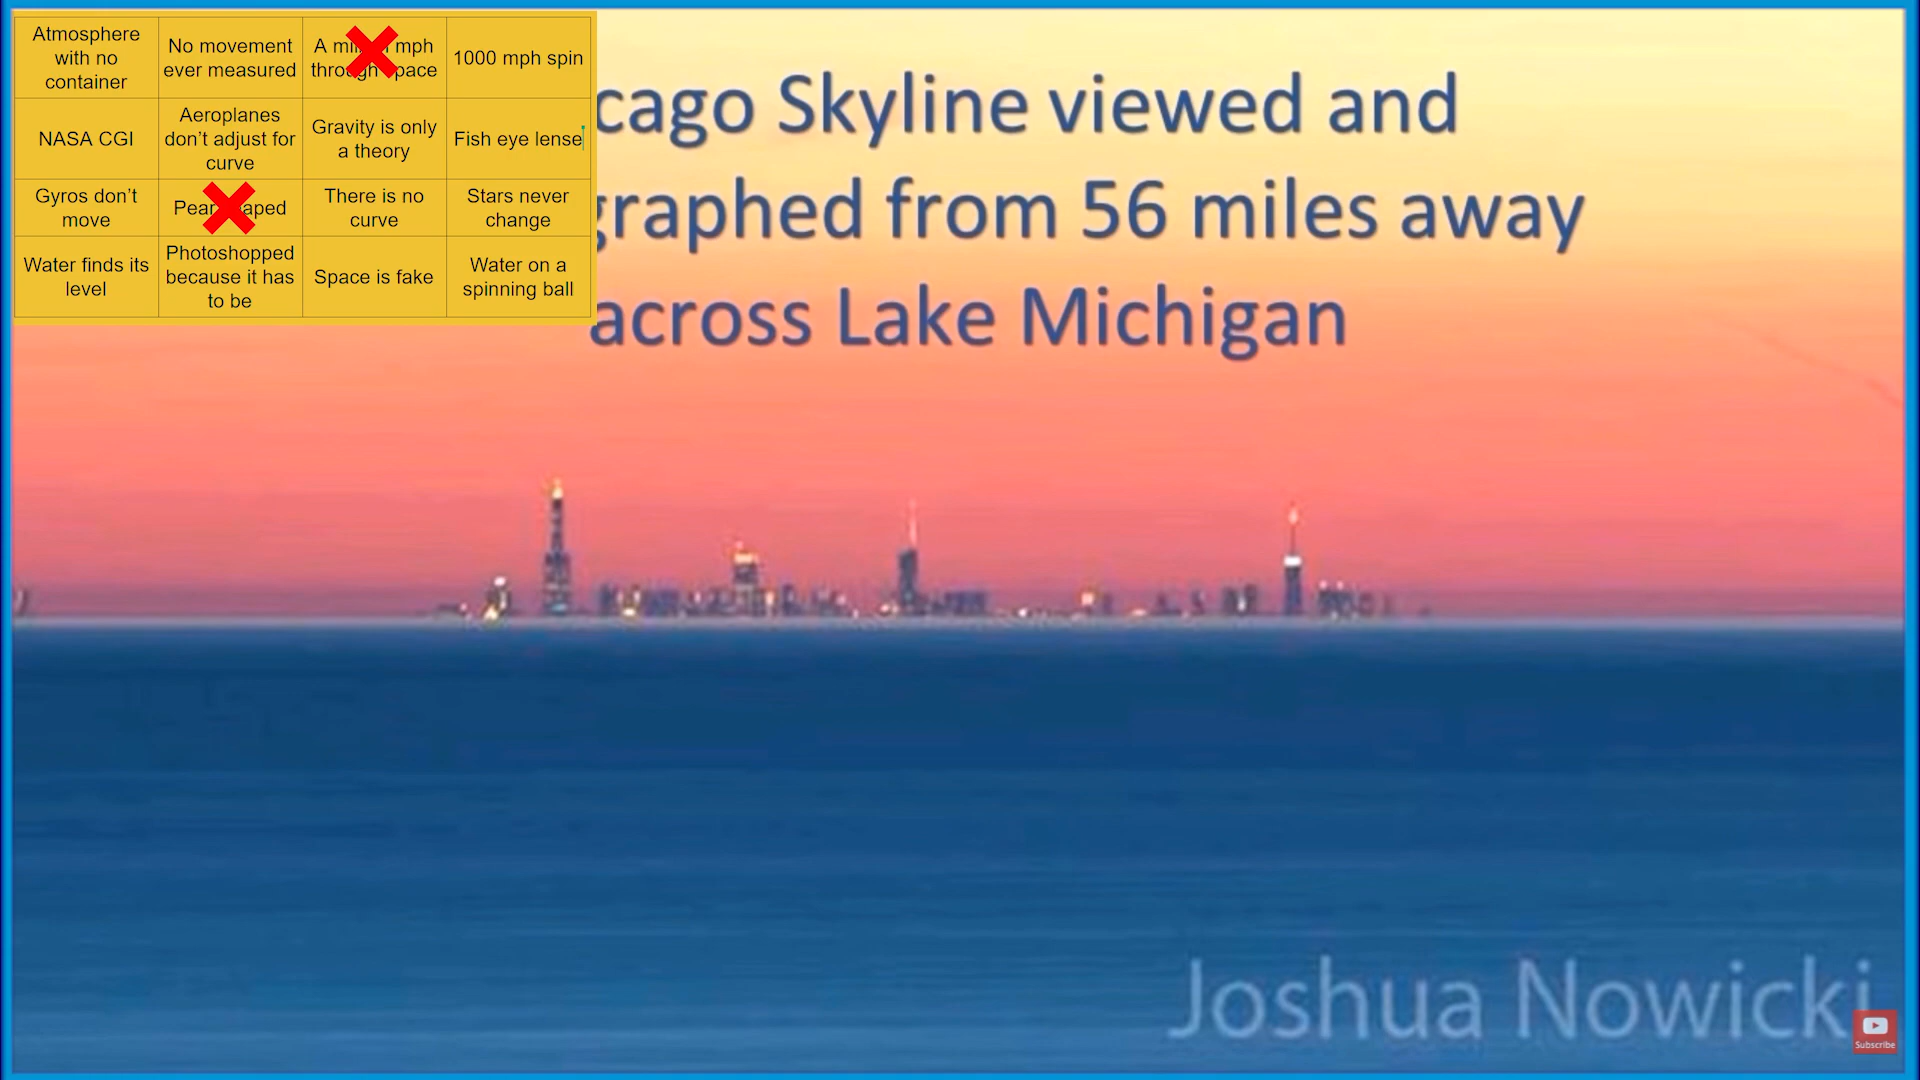 Atmosphere
with no
container
No movement
ever measured
A mph
through space
1000 mph spin
NASA CGI
Aeroplanes
don't adjust for
curve
Gravity is only
a theory
Fish eye lense
Gyros don't
move
Pear
There is no
curve
Stars never
change
Water finds its
level
Photoshopped
because it has
to be
Space is fake
Water on a
spinning ball
cago Skyline viewed and
graphed from 56 miles away
across Lake Michigan
Joshua Nowicki
Subscribe